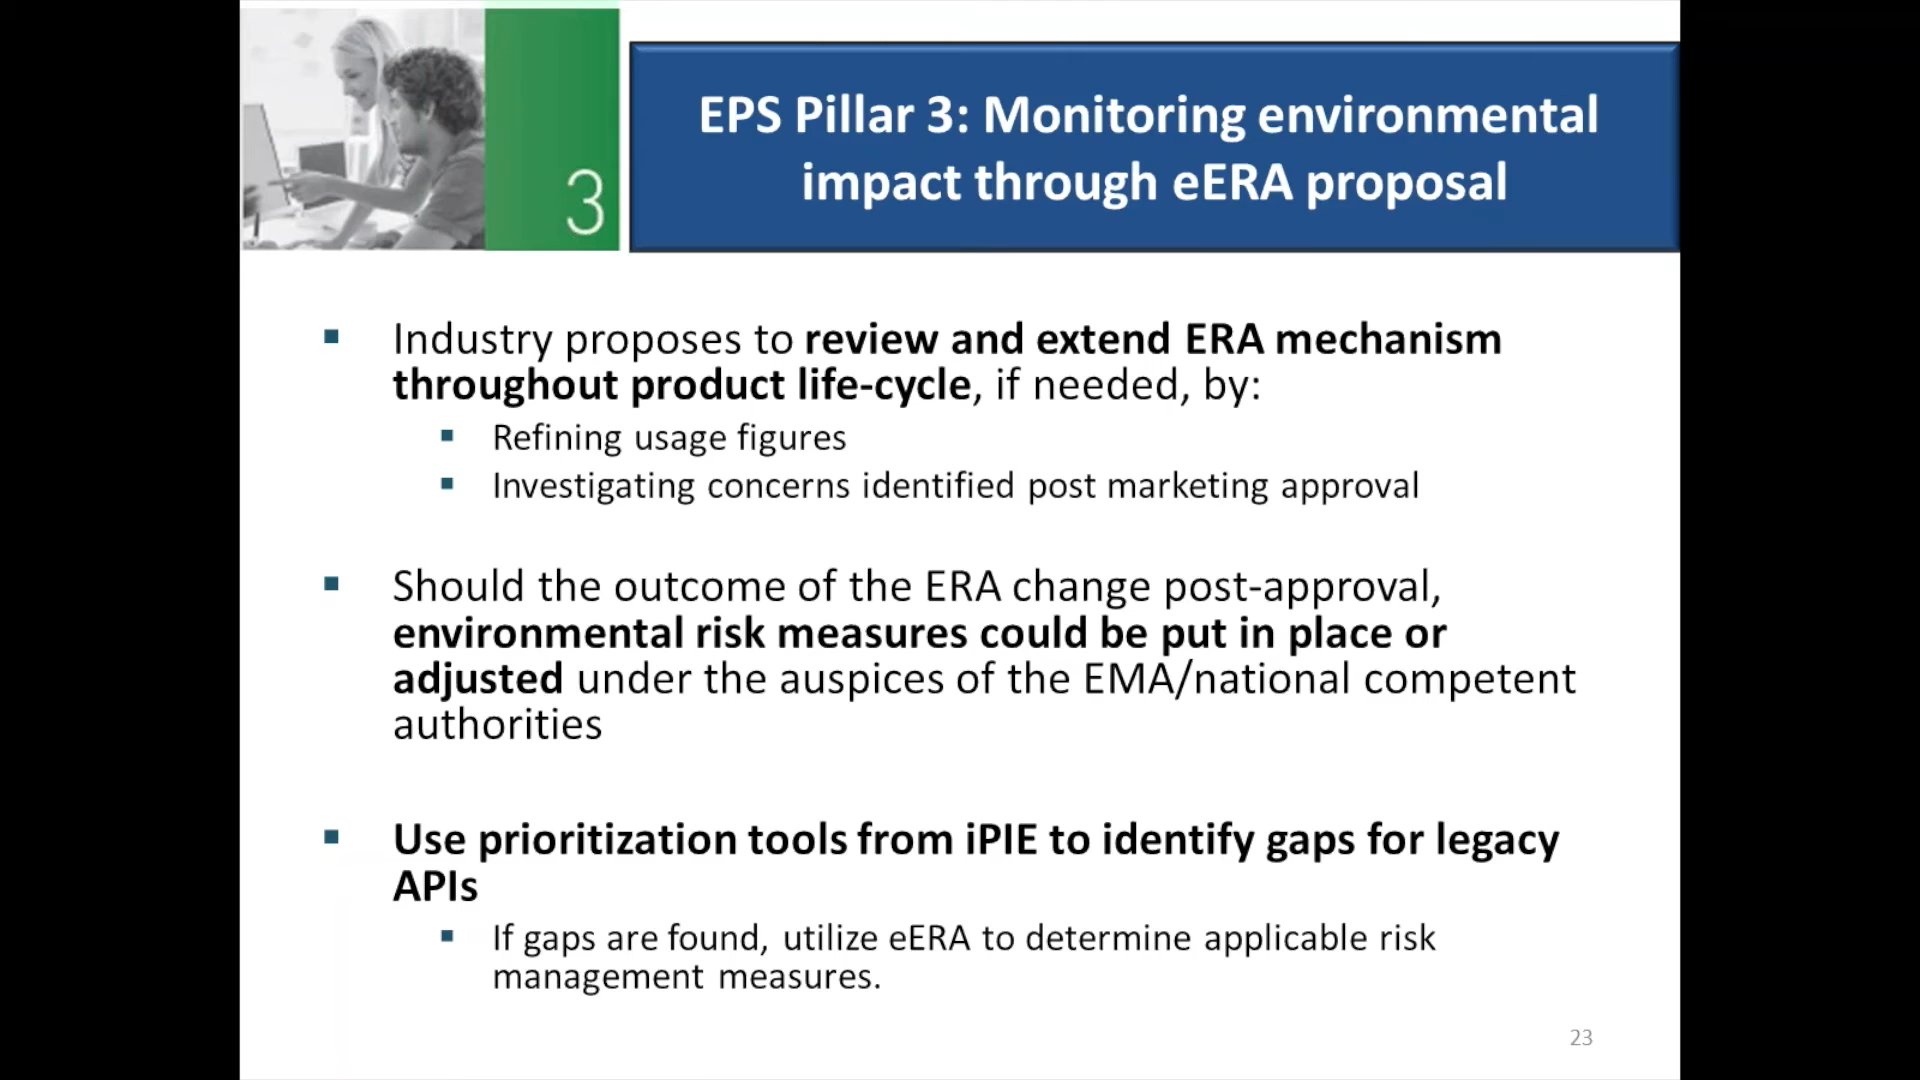 3
EPS Pillar 3: Monitoring environmental
impact through eERA proposal
Industry proposes to review and extend ERA mechanism
throughout product life-cycle, if needed, by:
Refining usage figures
Investigating concerns identified post marketing approval
Should the outcome of the ERA change post-approval,
environmental risk measures could be put in place or
adjusted under the auspices of the EMA/national competent
authorities
Use prioritization tools from iPIE to identify gaps for legacy
APIs
If gaps are found, utilize eERA to determine applicable risk
management measures.
23